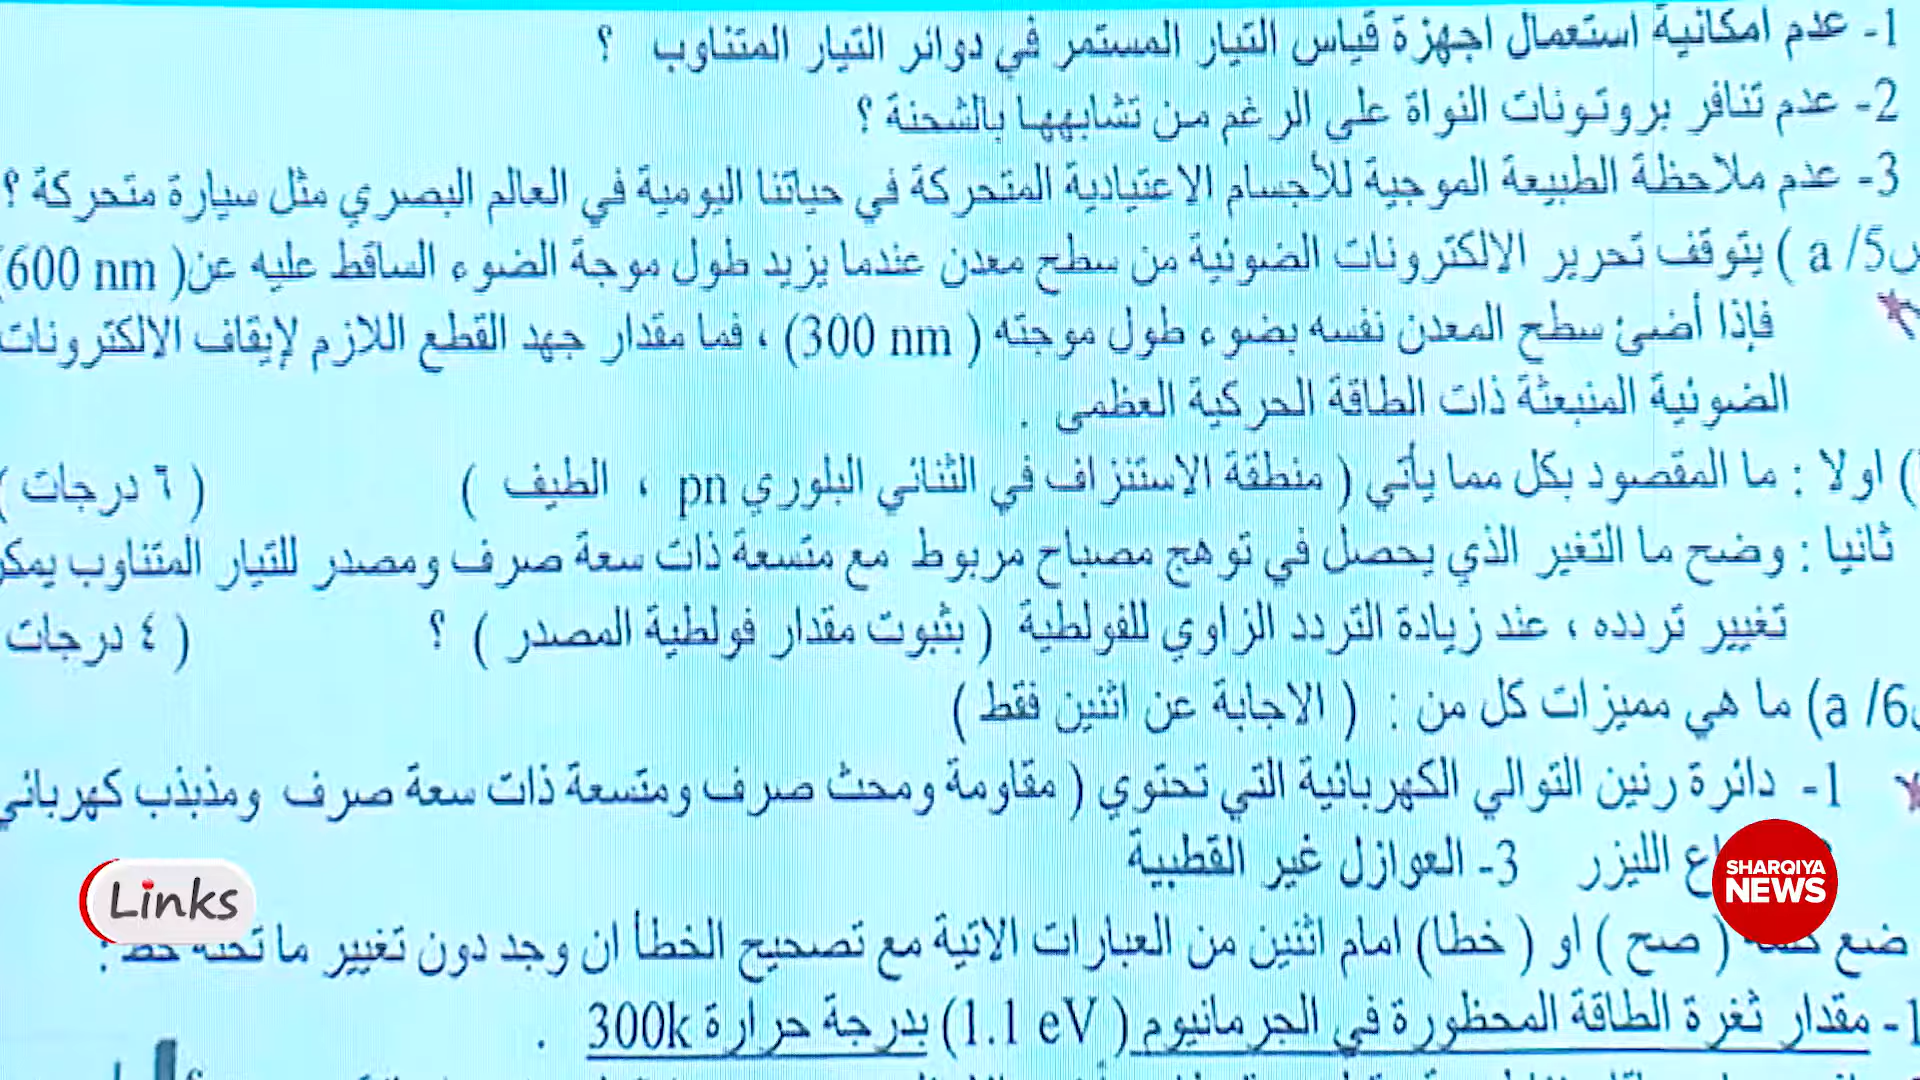 1- عدم امكانية استعمال اجهزة قياس التيار المستمر في دوائر التيار المتناوب ؟
2- عدم تنافر بروتونات النواة على الرغم من تشابهها بالشحنة ؟
3- عدم ملاحظة الطبيعة الموجية للأجسام الاعتيادية المتحركة في حياتنا اليومية في العالم البصري مثل سيارة متحركة ؟
س5/ a ) يتوقف تحرير الالكترونات الضوئية من سطح معدن عندما يزيد طول موجة الضوء الساقط عليه عن( 600 nm)
فإذا أضئ سطح المعدن نفسه بضوء طول موجته ( 300 nm) ، فما مقدار جهد القطع اللازم لإيقاف الالكترونات
الضوئية المنبعثة ذات الطاقة الحركية العظمى .
) اولا : ما المقصود بكل مما يأتي ( منطقة الاستنزاف في الثنائي البلوري pn ، الطيف ) ( ٦ درجات )
ثانيا : وضح ما التغير الذي يحصل في توهج مصباح مربوط مع متسعة ذات سعة صرف ومصدر للتيار المتناوب
تغيير تردده ، عند زيادة التردد الزاوي للفولطية ( بثبوت مقدار فولطية المصدر ) ؟ ( ٤ درجات
س6/ a) ما هي مميزات كل من : ( الاجابة عن اثنين فقط )
1- دائرة رنين التوالي الكهربائية التي تحتوي ( مقاومة ومحث صرف ومتسعة ذات سعة صرف ومذبذب كهربائي
الليزر 3- العوازل غير القطبية
ضع ( صح ) او ( خطا) امام اثنين من العبارات الاتية مع تصحيح الخطأ ان وجد دون تغيير ما تحته خط :
1- مقدار ثغرة الطاقة المحظورة في الجرمانيوم ( 1.1 eV) بدرجة حرارة 300k .
Links
SHARQIYA
NEWS